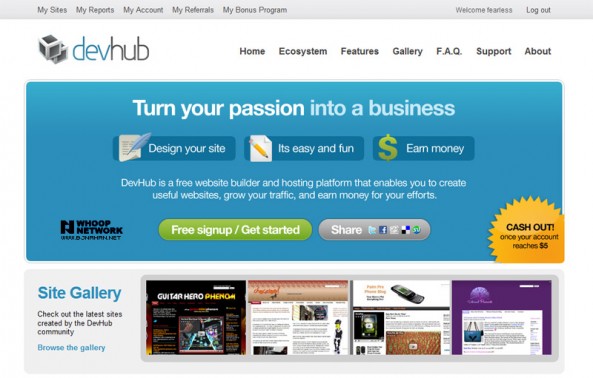 My Sites My Reports My Account My Referrals My Bonus Program Welcome fearless Log out
devhub
Home Ecosystem Features Gallery F.A.Q. Support About
Turn your passion into a business
Design your site Its easy and fun $ Earn money
DevHub is a free website builder and hosting platform that enables you to create
useful websites, grow your traffic, and earn money for your efforts.
WHOOP
NETWORK
Free signup / Get started Share
CASH OUT!
once your account
reaches $5
Site Gallery
Check out the latest sites
created by the DevHub
community
Browse the gallery
GUITAR HERO PHENOM